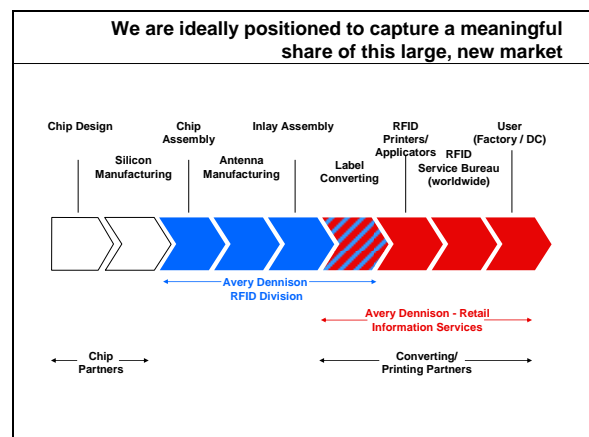 We are ideally positioned to capture a meaningful
share of this large, new market
Chip Design
Silicon
Manufacturing
Chip
Assembly
Antenna
Manufacturing
Inlay Assembly
Label
Converting
RFID
Printers/
Applicators
RFID
Service Bureau
(worldwide)
User
(Factory / DC)
Avery Dennison
RFID Division
Avery Dennison - Retail
Information Services
Chip
Partners
Converting/
Printing Partners